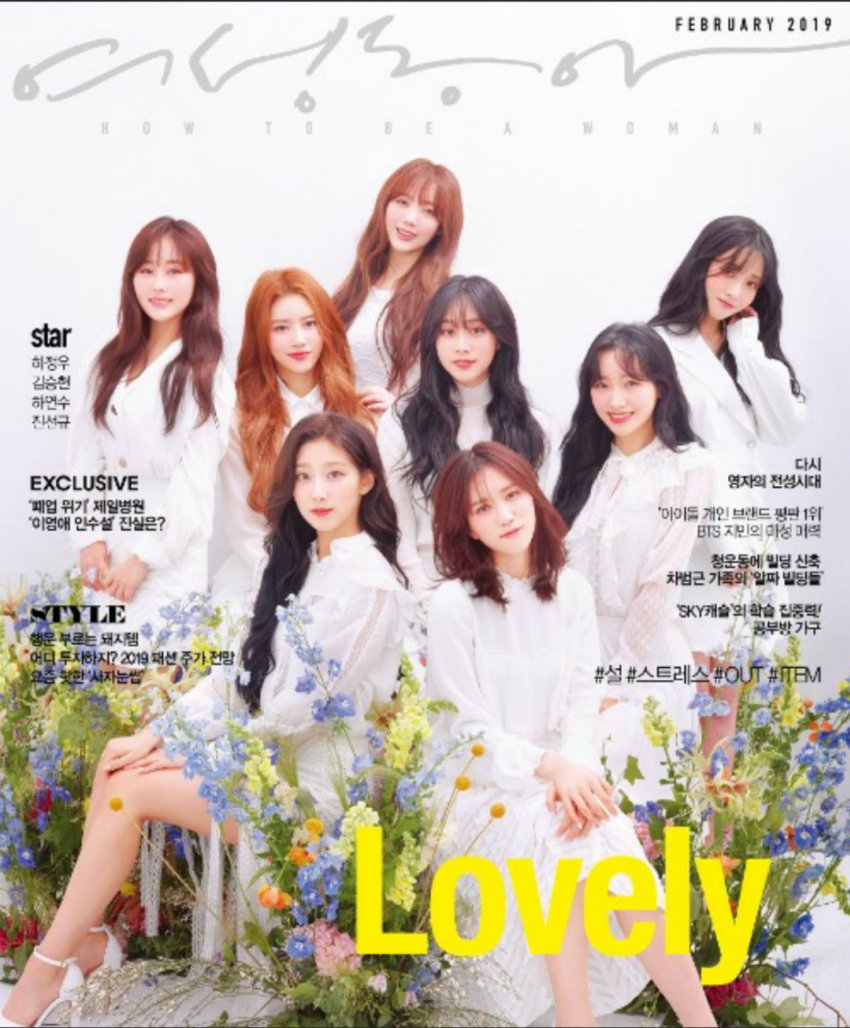 FEBRUARY 2019
여성동아
HOW TO BE A WOMAN
star
하정우
김승현
하연수
진선규
EXCLUSIVE
‘폐업 위기’ 제일병원
‘이영애 인수설’ 진실은?
STYLE
행운 부르는 돼지템
어디 투자하지? 2019 패션 주가 전망
요즘 핫한 ‘사자눈썹’
다시
영자의 전성시대
‘아이돌 개인 브랜드 평판 1위’
BTS 지민의 마성 매력
청운동에 빌딩 신축
차범근 가족의 ‘알짜 빌딩들’
‘SKY캐슬’의 학습 집중력!
공부방 가구
#설 #스트레스 #OUT #ITEM
Lovely